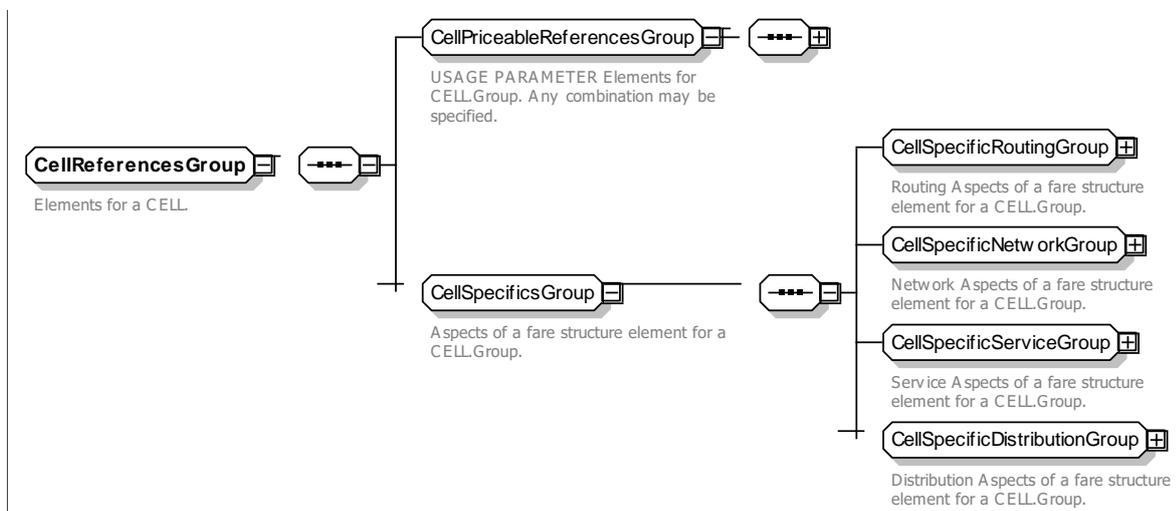 CellPriceableReferencesGroup
USAGE PARAMETER Elements for
CELL.Group. Any combination may be
specified.
CellReferencesGroup
Elements for a CELL.
CellSpecificsGroup
Aspects of a fare structure element for a
CELL.Group.
CellSpecificRoutingGroup
Routing Aspects of a fare structure
element for a CELL.Group.
CellSpecificNetworkGroup
Network Aspects of a fare structure
element for a CELL.Group.
CellSpecificServiceGroup
Service Aspects of a fare structure
element for a CELL.Group.
CellSpecificDistributionGroup
Distribution Aspects of a fare structure
element for a CELL.Group.